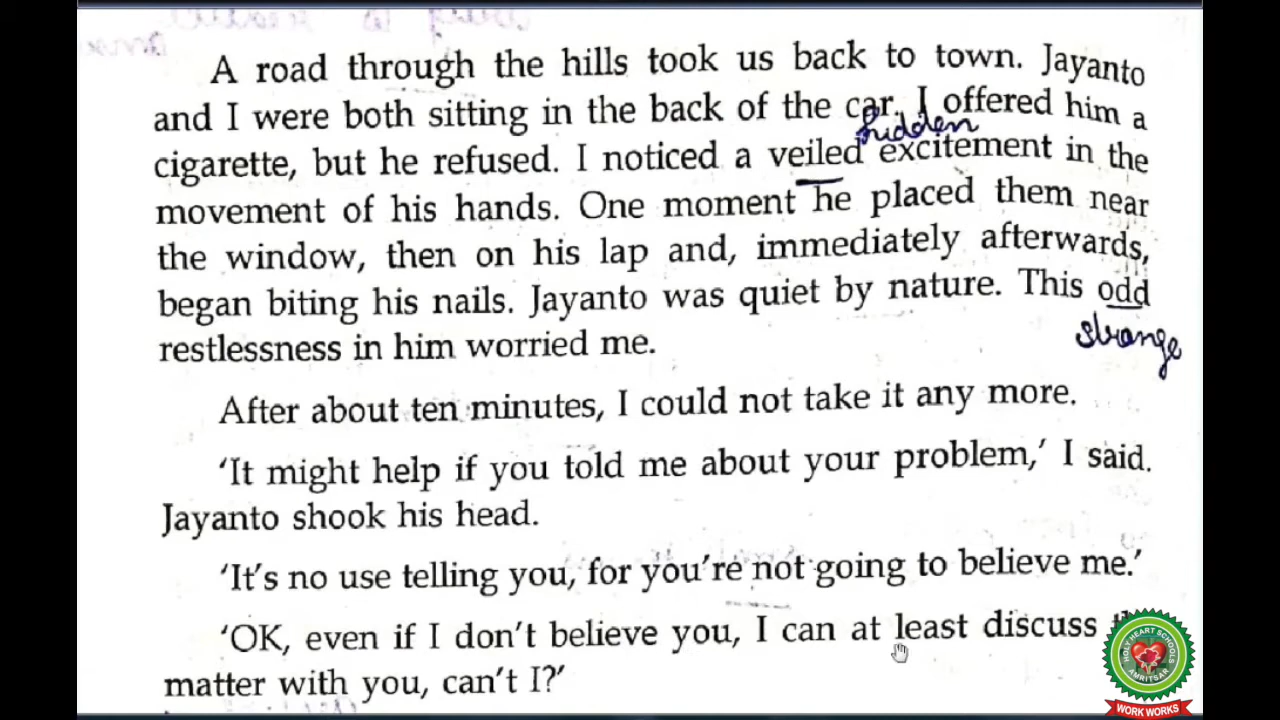 A road through the hills took us back to town. Jayanto
and I were both sitting in the back of the car. I offered him a
hidden
cigarette, but he refused. I noticed a veiled excitement in the
movement of his hands. One moment he placed them near
the window, then on his lap and, immediately afterwards,
began biting his nails. Jayanto was quiet by nature. This odd
strange
restlessness in him worried me.
After about ten minutes, I could not take it any more.
‘It might help if you told me about your problem,’ I said.
Jayanto shook his head.
‘It's no use telling you, for you're not going to believe me.’
‘OK, even if I don't believe you, I can at least discuss
matter with you, can't I?’
HOLY HEART SCHOOLS
AMRITSAR
WORK WORKS